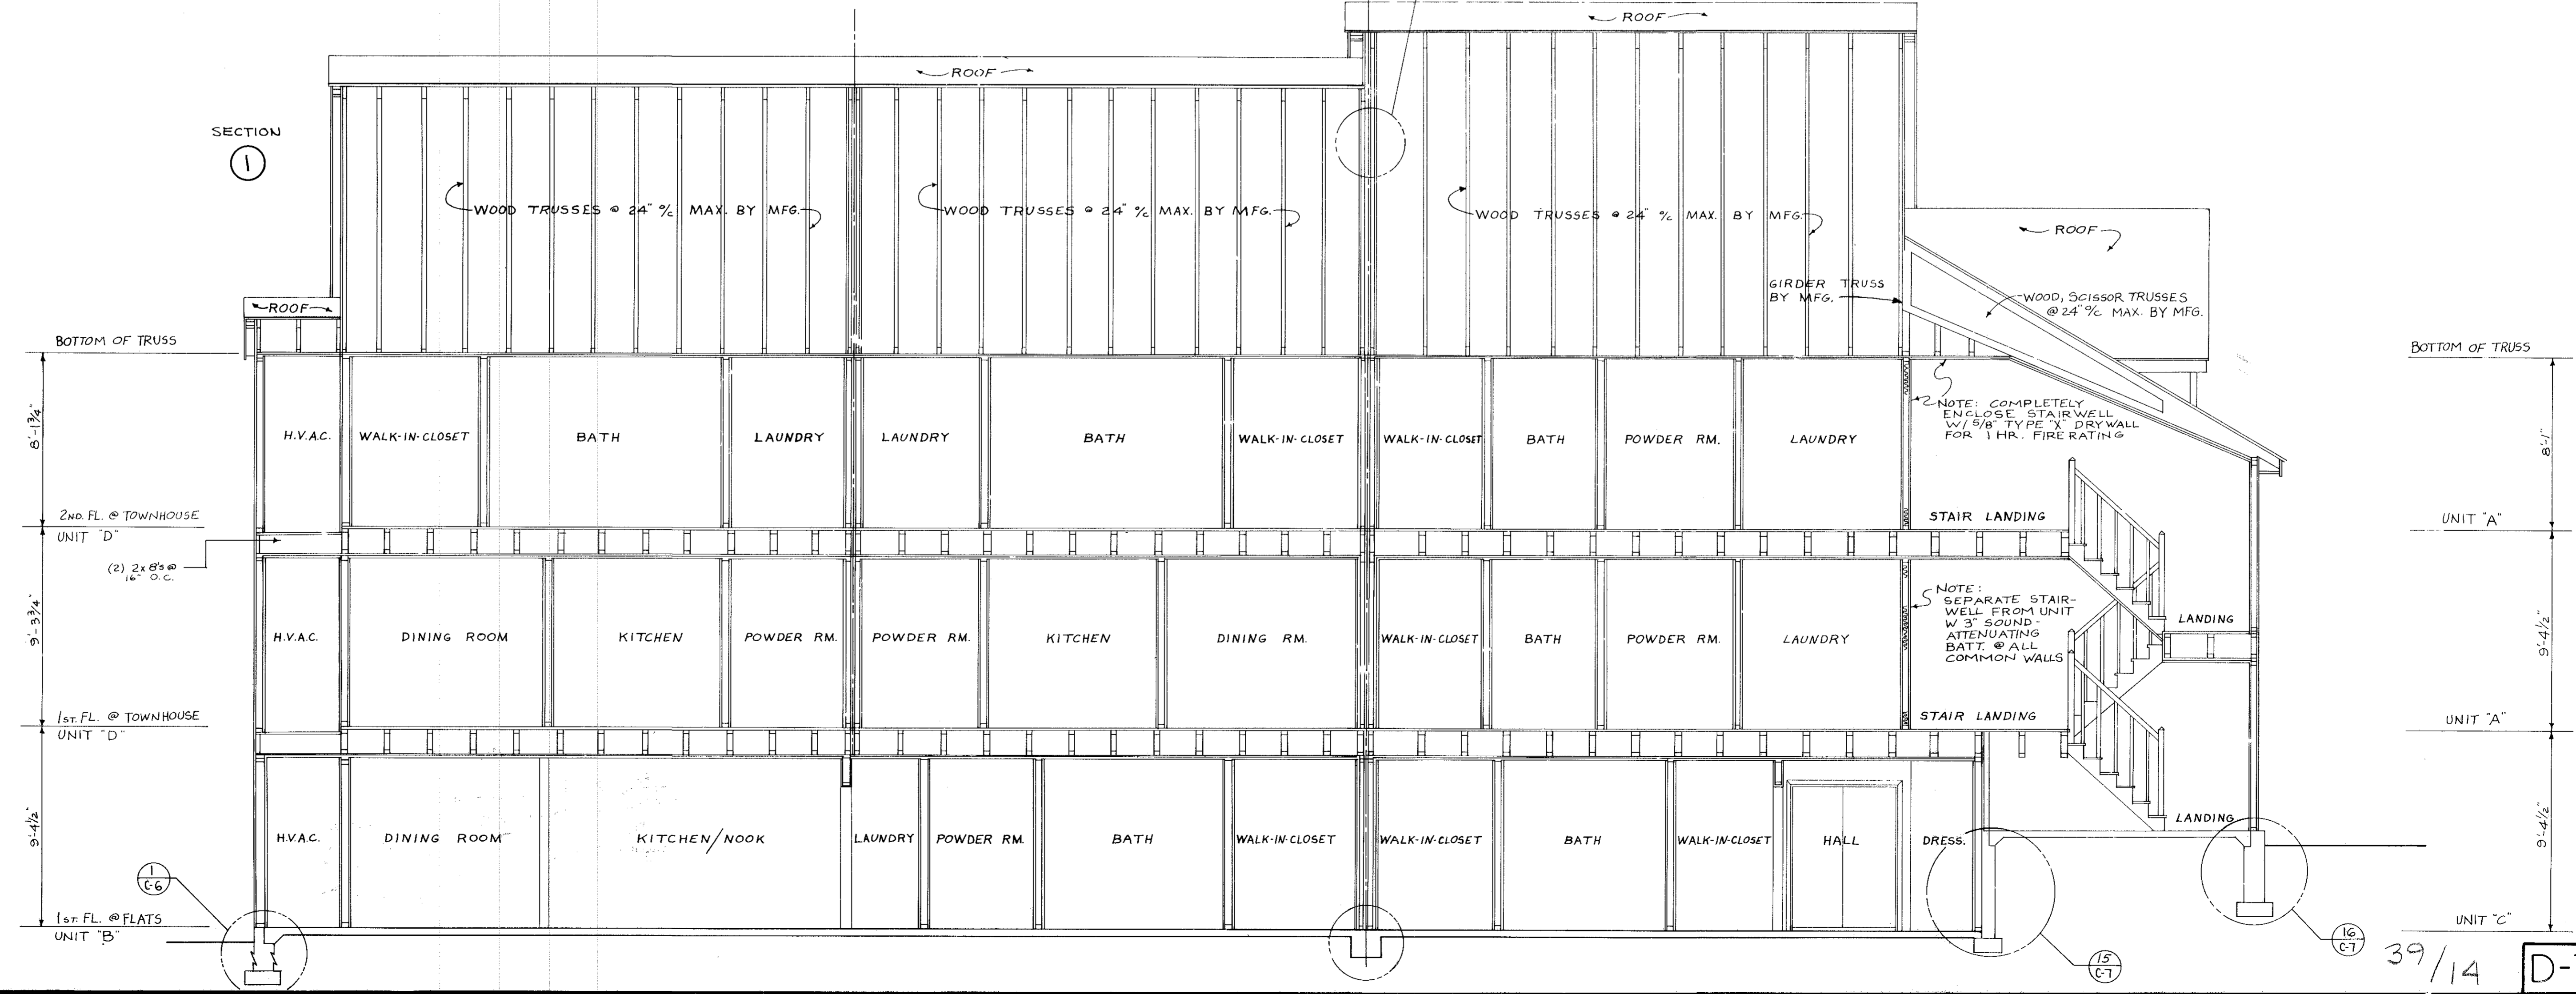 ROOF
ROOF
SECTION
1
WOOD TRUSSES @ 24" O/C MAX. BY MFG.
WOOD TRUSSES @ 24" O/C MAX. BY MFG.
WOOD TRUSSES @ 24" O/C MAX. BY MFG.
ROOF
GIRDER TRUSS
BY MFG.
WOOD, SCISSOR TRUSSES
@ 24" O/C MAX. BY MFG.
ROOF
BOTTOM OF TRUSS
BOTTOM OF TRUSS
8'-1 3/4"
H.V.A.C.
WALK-IN-CLOSET
BATH
LAUNDRY
LAUNDRY
BATH
WALK-IN-CLOSET
WALK-IN-CLOSET
BATH
POWDER RM.
LAUNDRY
NOTE: COMPLETELY
ENCLOSE STAIRWELL
W/ 5/8" TYPE "X" DRYWALL
FOR 1 HR. FIRE RATING
8'-1"
2ND. FL. @ TOWNHOUSE
UNIT "D"
STAIR LANDING
UNIT "A"
(2) 2x8's @
16" O.C.
9'-3 3/4"
H.V.A.C.
DINING ROOM
KITCHEN
POWDER RM.
POWDER RM.
KITCHEN
DINING RM.
WALK-IN-CLOSET
BATH
POWDER RM.
LAUNDRY
NOTE:
SEPARATE STAIR-
WELL FROM UNIT
W 3" SOUND-
ATTENUATING
BATT. @ ALL
COMMON WALLS
LANDING
9'-4 1/2"
1ST. FL. @ TOWNHOUSE
UNIT "D"
STAIR LANDING
UNIT "A"
9'-4 1/2"
H.V.A.C.
DINING ROOM
KITCHEN/NOOK
LAUNDRY
POWDER RM.
BATH
WALK-IN-CLOSET
WALK-IN-CLOSET
BATH
WALK-IN-CLOSET
HALL
DRESS.
LANDING
9'-4 1/2"
1
C-6
1ST. FL. @ FLATS
UNIT "B"
UNIT "C"
15
C-7
16
C-7
39/14